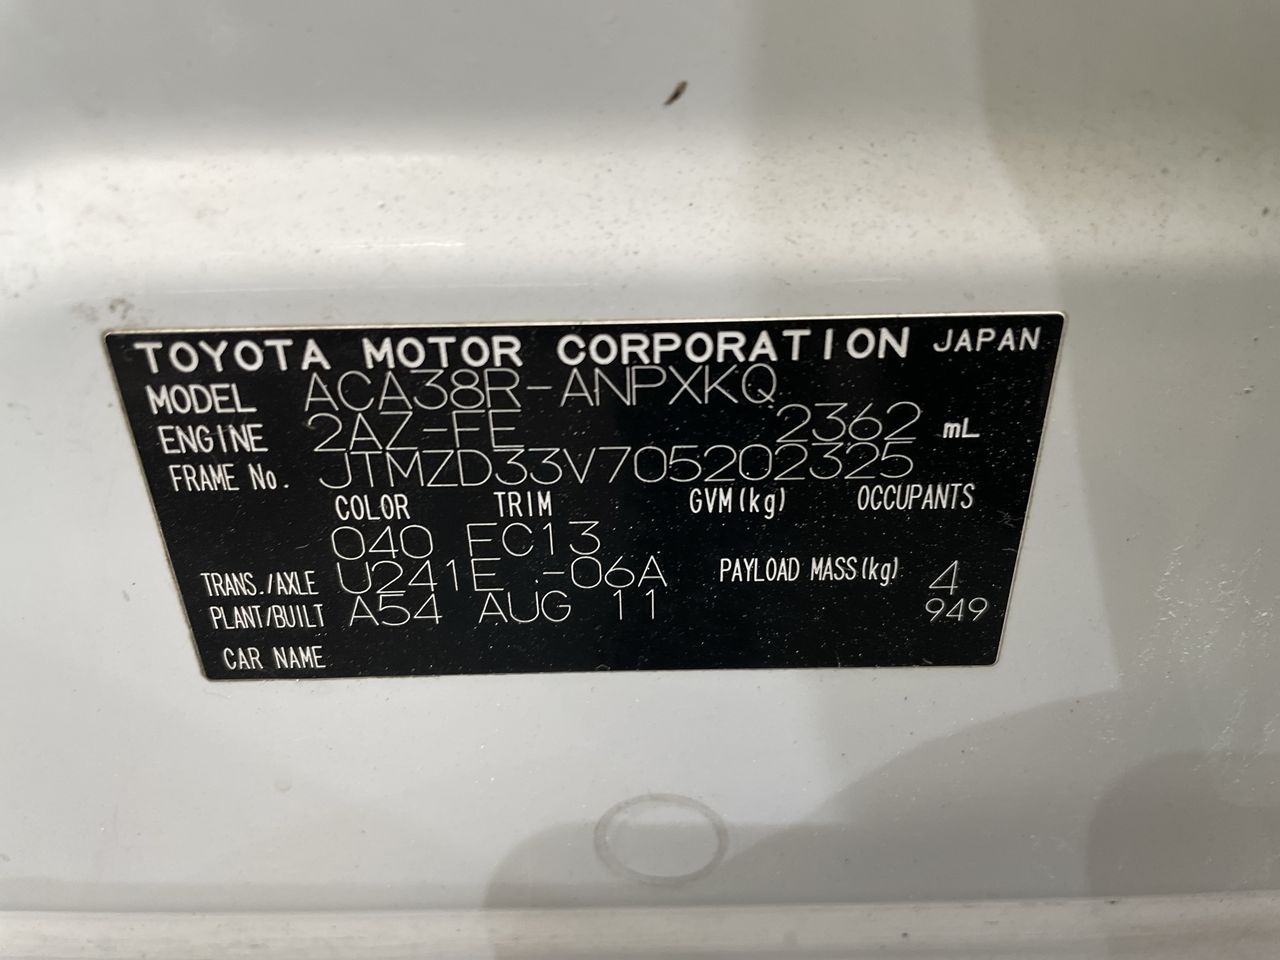 TOYOTA MOTOR CORPORATION JAPAN
MODEL ACA38R-ANPXKQ
ENGINE 2AZ-FE 2362 mL
FRAME No. JTMZD33V705202325
COLOR TRIM GVM(kg) OCCUPANTS
040 FC13
TRANS./AXLE U241E -06A PAYLOAD MASS(kg) 4
PLANT/BUILT A54 AUG 11 949
CAR NAME